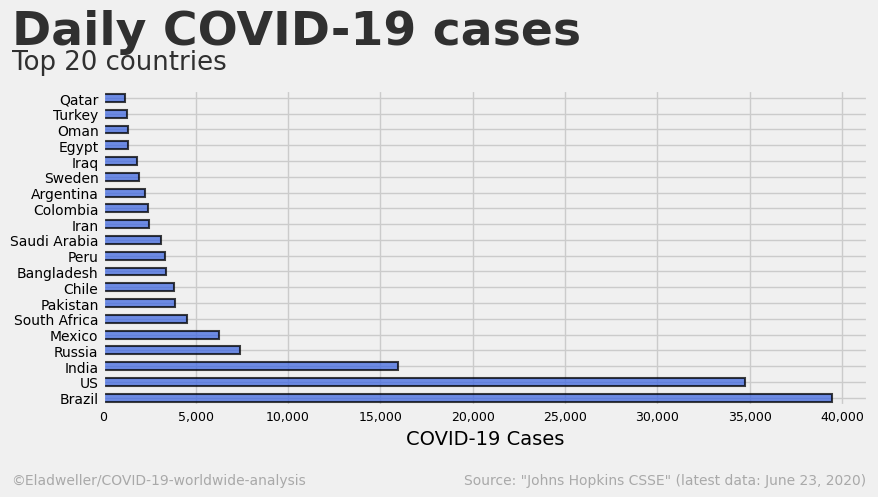 Daily COVID-19 cases
Top 20 countries
Qatar
Turkey
Oman
Egypt
Iraq
Sweden
Argentina
Colombia
Iran
Saudi Arabia
Peru
Bangladesh
Chile
Pakistan
South Africa
Mexico
Russia
India
US
Brazil
0 5,000 10,000 15,000 20,000 25,000 30,000 35,000 40,000
COVID-19 Cases
©Eladweller/COVID-19-worldwide-analysis Source: "Johns Hopkins CSSE" (latest data: June 23, 2020)